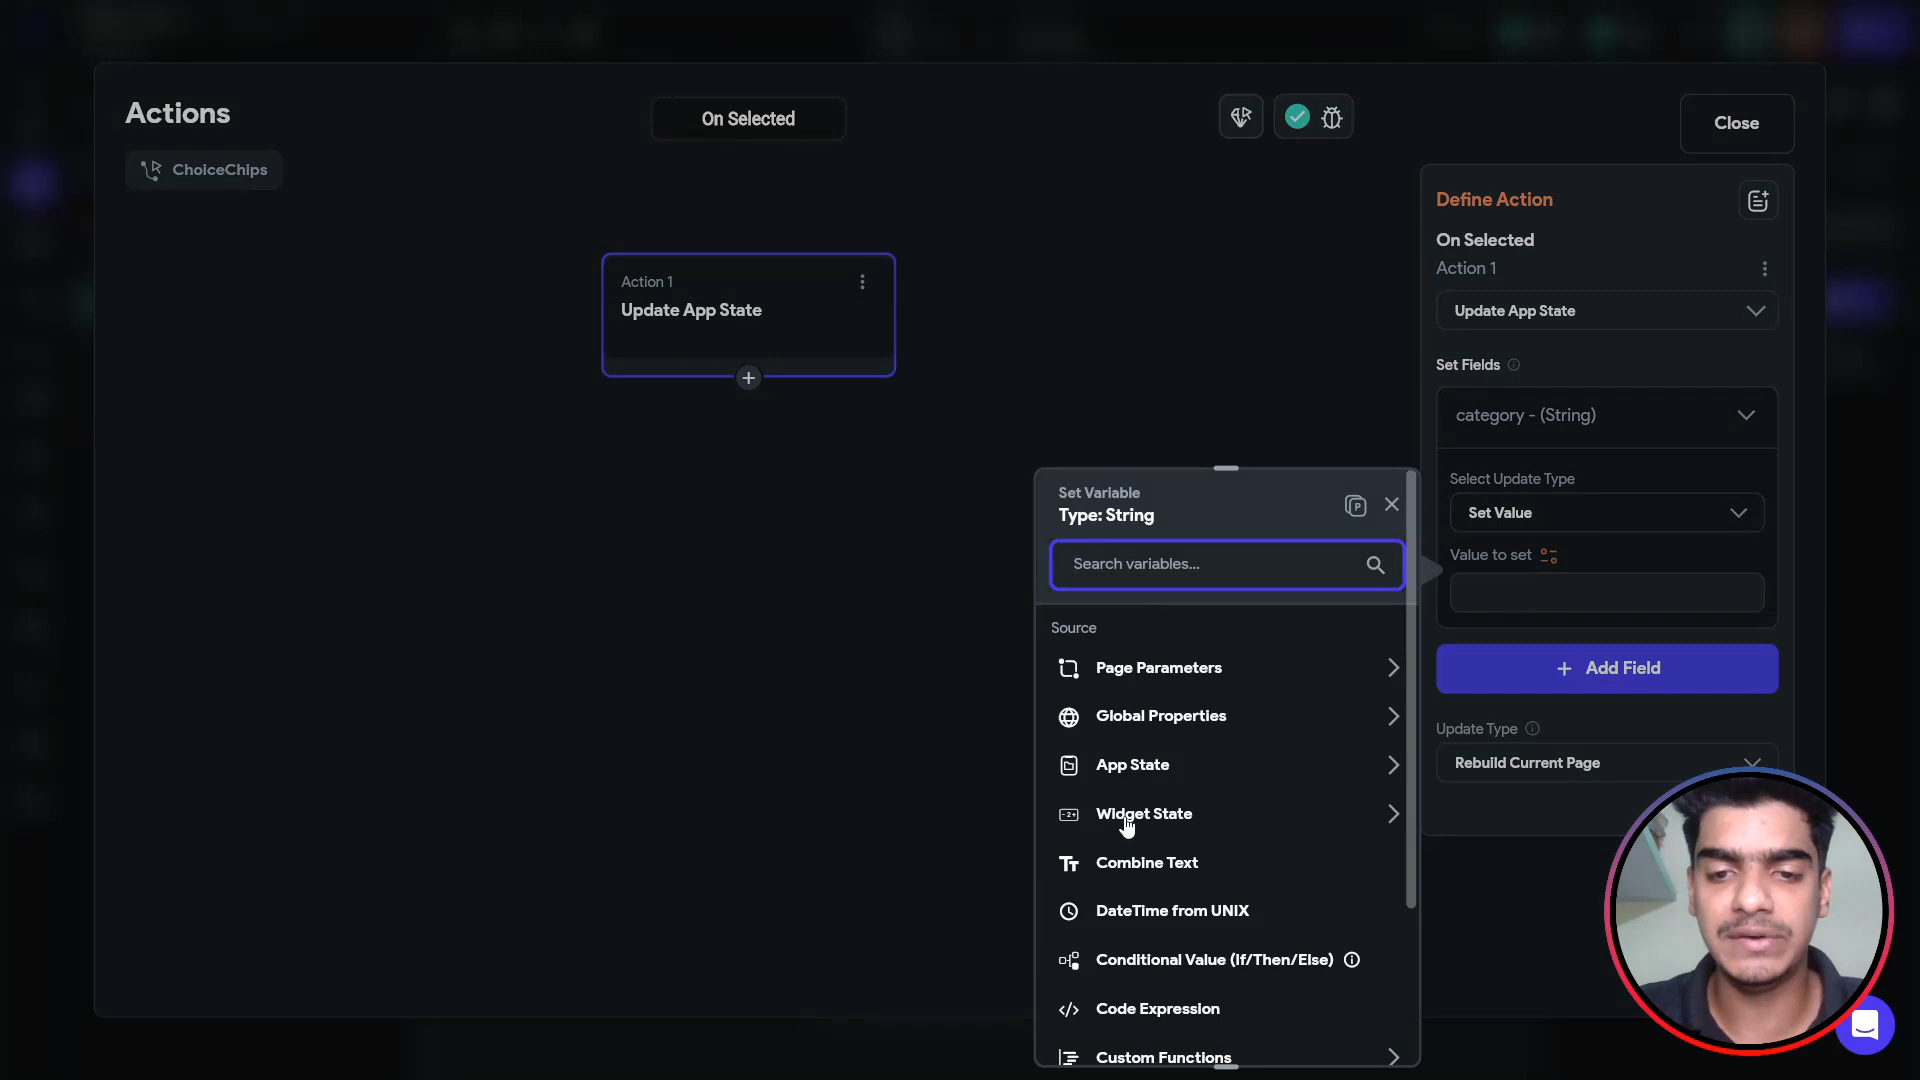 Actions
On Selected
Close
ChoiceChips
Define Action
On Selected
Action 1
Update App State
Action 1
Update App State
Set Fields
category - (String)
Select Update Type
Set Value
Value to set
Add Field
Update Type
Rebuild Current Page
Set Variable
Type: String
Search variables...
Source
Page Parameters
Global Properties
App State
Widget State
Combine Text
DateTime from UNIX
Conditional Value (If/Then/Else)
Code Expression
Custom Functions